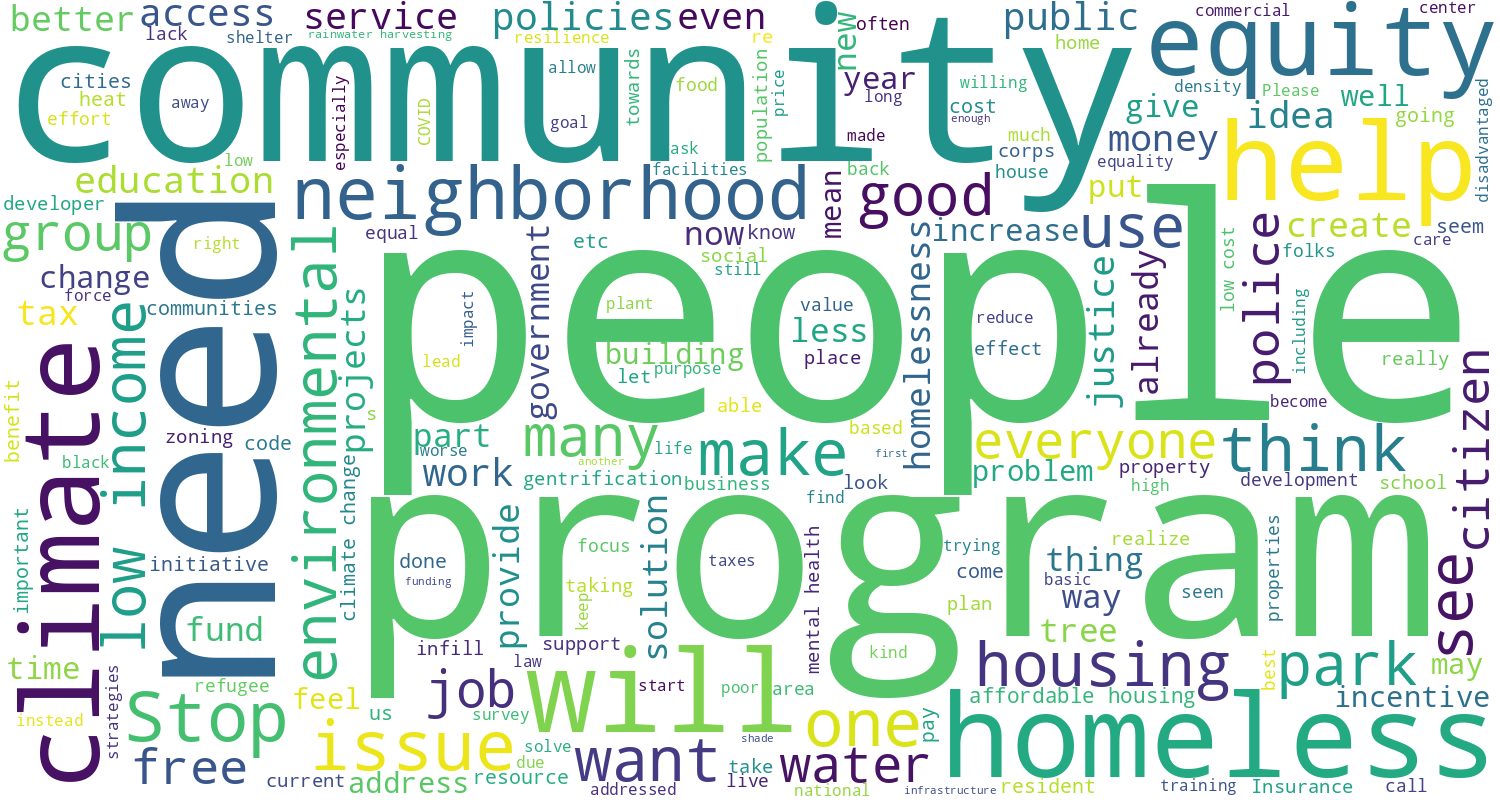 better
access
service
policies
even
often
public
commercial
center
lack
shelter
rainwater harvesting
resilience
re
new
home
equity
community
cities
heat
effort
away
especially
COVID
allow
goal
towards
food
population
price
year
long
willing
cost
enough
density
Please
well
give
idea
going
disadvantaged
much
corps
money
equality
help
ask
facilities
made
back
house
low
education
developer
neighborhood
good
mean
put
group
right
equal
environmental
government
etc
now
know
social
still
increase
use
create
seem
care
folks
change
force
communities
need
people
plant
value
less
place
building
let
purpose
impact
lead
homelessness
reduce
effect
justice
already
low cost
police
including
really
tax
climate
low income
projects
s
able
become
benefit
zoning
code
black
part
worse
work
many
another
life
make
based
first
look
everyone
problem
property
high
think
development
school
citizen
see
gentrification
business
find
important
initiative
climate change
program
done
funding
provide
focus
taking
keep
solution
taxes
mental health
trying
come
plan
thing
basic
way
realize
seen
properties
tree
fund
time
infill
support
law
kind
housing
park
best
may
Stop
refugee
feel
us
job
survey
will
start
poor
area
one
pay
affordable housing
incentive
instead
strategies
issue
solve
due
shade
homeless
free
current
address
resource
want
addressed
take
live
water
national
infrastructure
resident
training
Insurance
call